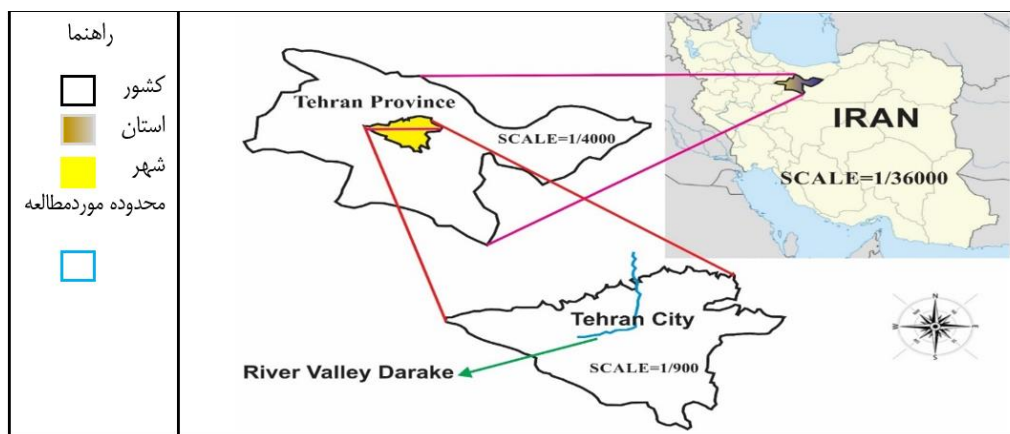 راهنما
کشور
استان
شهر
محدوده موردمطالعه
Tehran Province
SCALE=1/4000
IRAN
SCALE=1/36000
Tehran City
River Valley Darake
SCALE=1/900
N
W
E
S